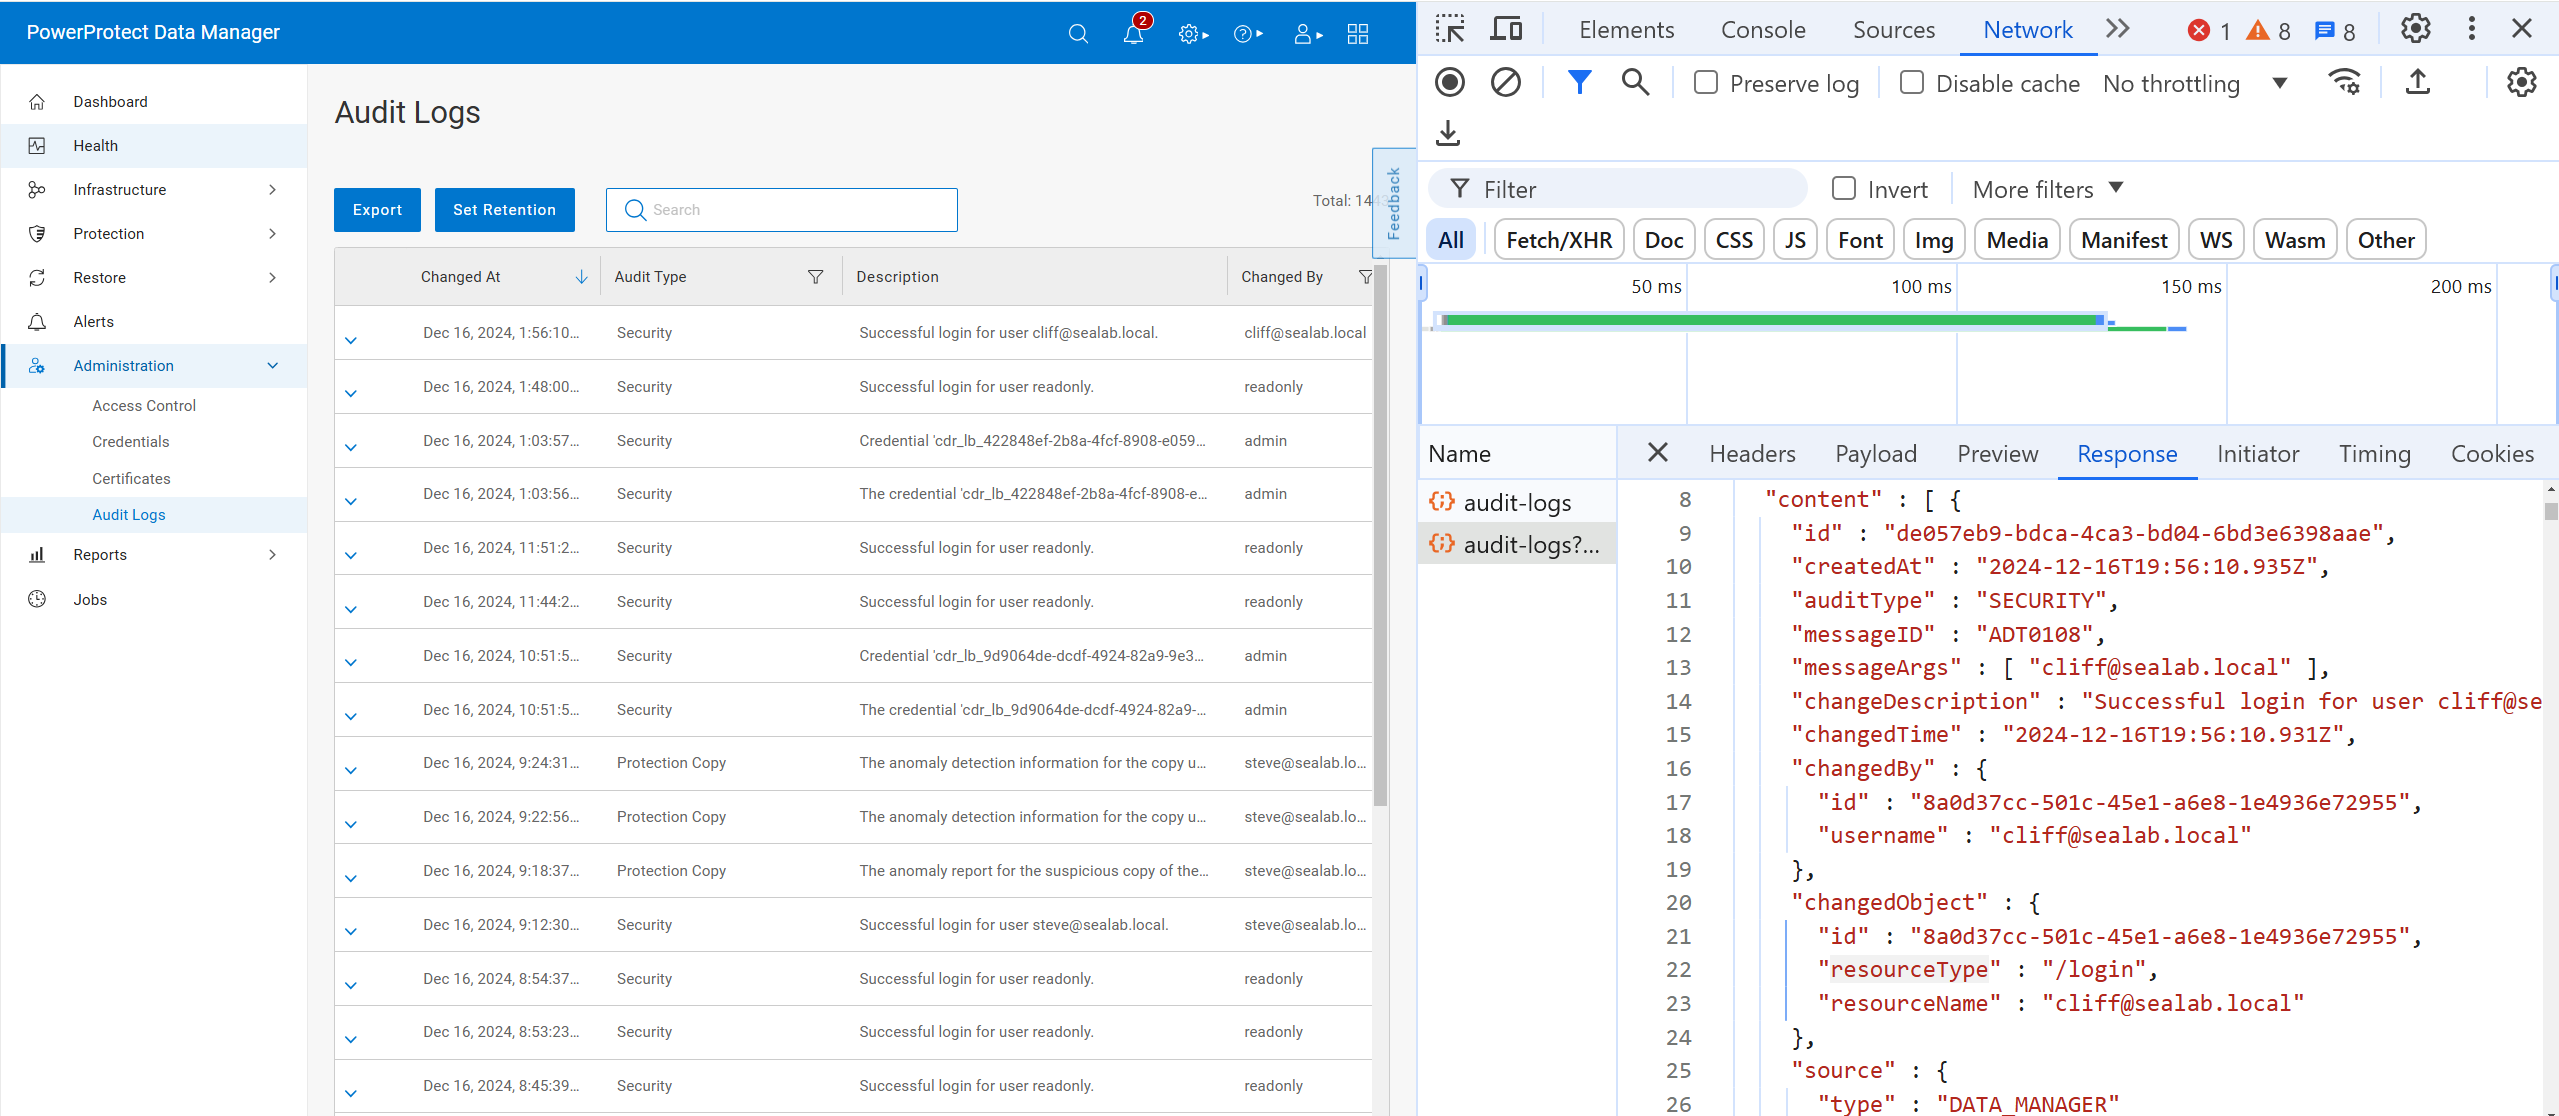 PowerProtect Data Manager
2
Dashboard
Health
Infrastructure
Protection
Restore
Alerts
Administration
Access Control
Credentials
Certificates
Audit Logs
Reports
Jobs
Audit Logs
Export
Set Retention
Search
Total: 1443
Feedback
Changed At Audit Type Description Changed By
Dec 16, 2024, 1:56:10... Security Successful login for user cliff@sealab.local. cliff@sealab.local
Dec 16, 2024, 1:48:00... Security Successful login for user readonly. readonly
Dec 16, 2024, 1:03:57... Security Credential 'cdr_lb_422848ef-2b8a-4fcf-8908-e059... admin
Dec 16, 2024, 1:03:56... Security The credential 'cdr_lb_422848ef-2b8a-4fcf-8908-e... admin
Dec 16, 2024, 11:51:2... Security Successful login for user readonly. readonly
Dec 16, 2024, 11:44:2... Security Successful login for user readonly. readonly
Dec 16, 2024, 10:51:5... Security Credential 'cdr_lb_9d9064de-dcdf-4924-82a9-9e3... admin
Dec 16, 2024, 10:51:5... Security The credential 'cdr_lb_9d9064de-dcdf-4924-82a9-... admin
Dec 16, 2024, 9:24:31... Protection Copy The anomaly detection information for the copy u... steve@sealab.lo...
Dec 16, 2024, 9:22:56... Protection Copy The anomaly detection information for the copy u... steve@sealab.lo...
Dec 16, 2024, 9:18:37... Protection Copy The anomaly report for the suspicious copy of the... steve@sealab.lo...
Dec 16, 2024, 9:12:30... Security Successful login for user steve@sealab.local. steve@sealab.lo...
Dec 16, 2024, 8:54:37... Security Successful login for user readonly. readonly
Dec 16, 2024, 8:53:23... Security Successful login for user readonly. readonly
Dec 16, 2024, 8:45:39... Security Successful login for user readonly. readonly
Elements Console Sources Network 1 8 8
Preserve log Disable cache No throttling
Filter Invert More filters
All Fetch/XHR Doc CSS JS Font Img Media Manifest WS Wasm Other
50 ms 100 ms 150 ms 200 ms
Name
audit-logs
audit-logs?...
Headers Payload Preview Response Initiator Timing Cookies
8 "content" : [ {
9 "id" : "de057eb9-bdca-4ca3-bd04-6bd3e6398aae",
10 "createdAt" : "2024-12-16T19:56:10.935Z",
11 "auditType" : "SECURITY",
12 "messageID" : "ADT0108",
13 "messageArgs" : [ "cliff@sealab.local" ],
14 "changeDescription" : "Successful login for user cliff@se
15 "changedTime" : "2024-12-16T19:56:10.931Z",
16 "changedBy" : {
17 "id" : "8a0d37cc-501c-45e1-a6e8-1e4936e72955",
18 "username" : "cliff@sealab.local"
19 },
20 "changedObject" : {
21 "id" : "8a0d37cc-501c-45e1-a6e8-1e4936e72955",
22 "resourceType" : "/login",
23 "resourceName" : "cliff@sealab.local"
24 },
25 "source" : {
26 "type" : "DATA_MANAGER"